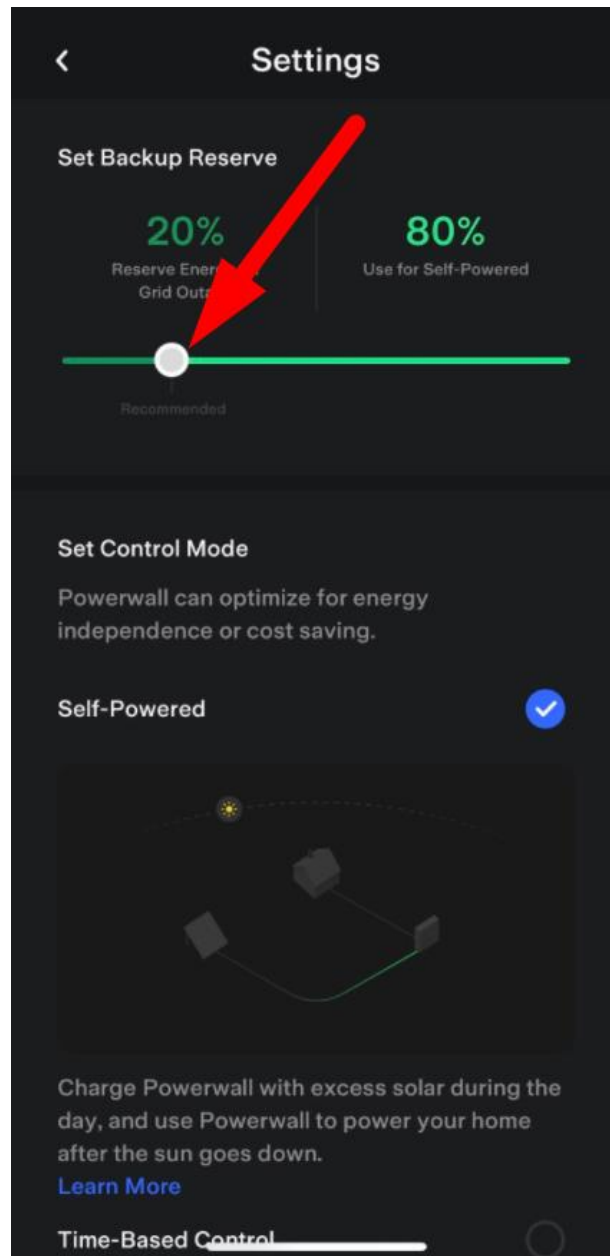 Settings
Set Backup Reserve
20%
Reserve
Grid
80%
Use for Self-Powered
Recommended
Set Control Mode
Powerwall can optimize for energy
independence or cost saving.
Self-Powered
Charge Powerwall with excess solar during the
day, and use Powerwall to power your home
after the sun goes down.
Learn More
Time-Based Control